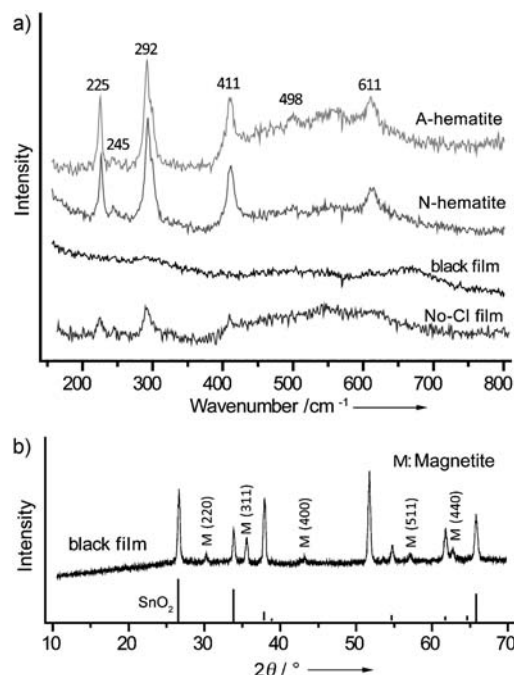 a)
292
225
411
611
498
245
A-hematite
N-hematite
black film
No-Cl film
Intensity
200 300 400 500 600 700 800
Wavenumber /cm⁻¹
b)
M: Magnetite
M (220)
M (311)
M (400)
M (511)
M (440)
black film
Intensity
SnO₂
10 20 30 40 50 60 70
2θ / °